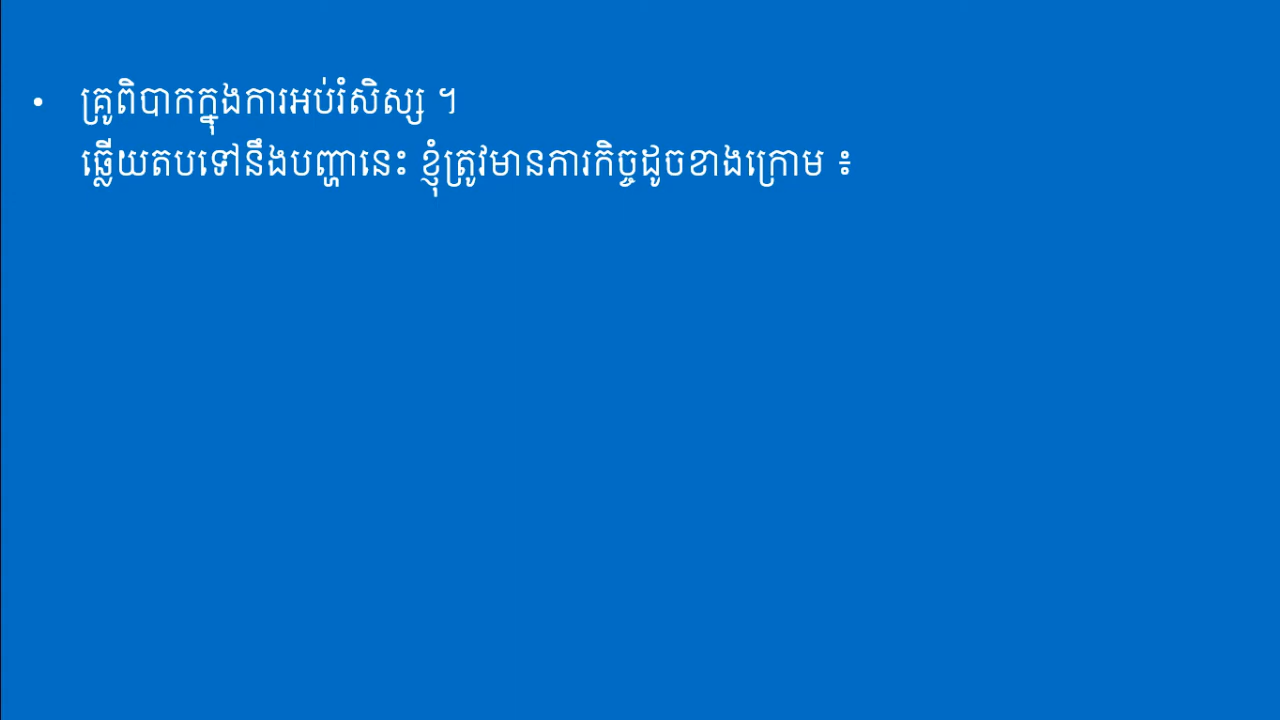 • គ្រូពិបាកក្នុងការអប់រំសិស្ស ។
ឆ្លើយតបទៅនឹងបញ្ហានេះ ខ្ញុំត្រូវមានភារកិច្ចដូចខាងក្រោម ៖